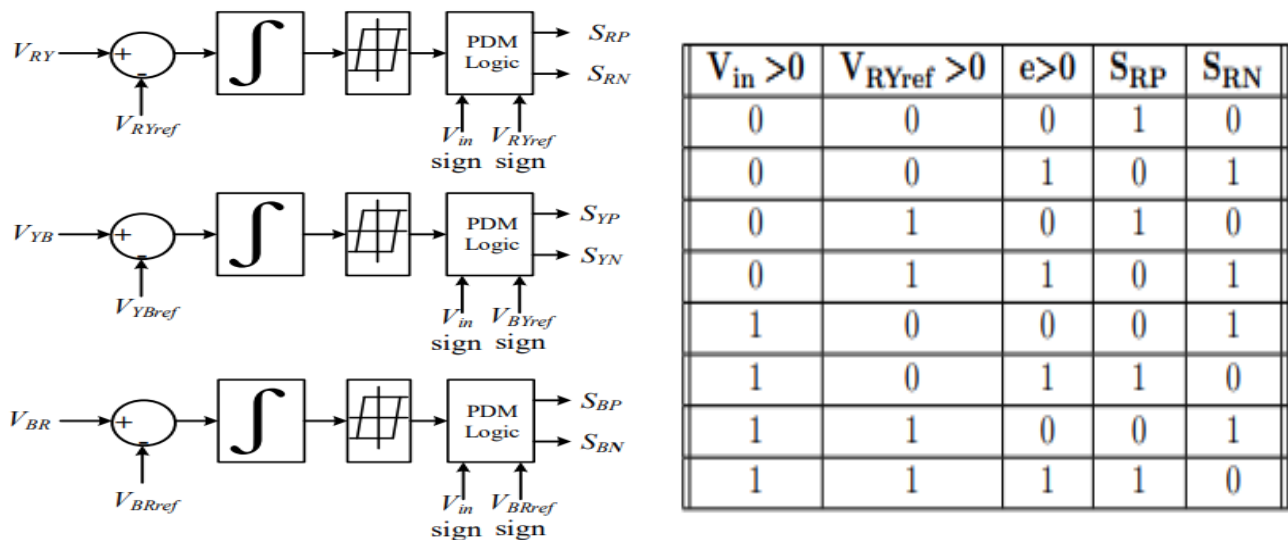 V_RY
+
-
V_RYref
PDM
Logic
S_RP
S_RN
V_in
sign
V_RYref
sign
V_YB
+
-
V_YBref
PDM
Logic
S_YP
S_YN
V_in
sign
V_BYref
sign
V_BR
+
-
V_BRref
PDM
Logic
S_BP
S_BN
V_in
sign
V_BRref
sign
V_in >0 V_RYref >0 e>0 S_RP S_RN
0 0 0 1 0
0 0 1 0 1
0 1 0 1 0
0 1 1 0 1
1 0 0 0 1
1 0 1 1 0
1 1 0 0 1
1 1 1 1 0